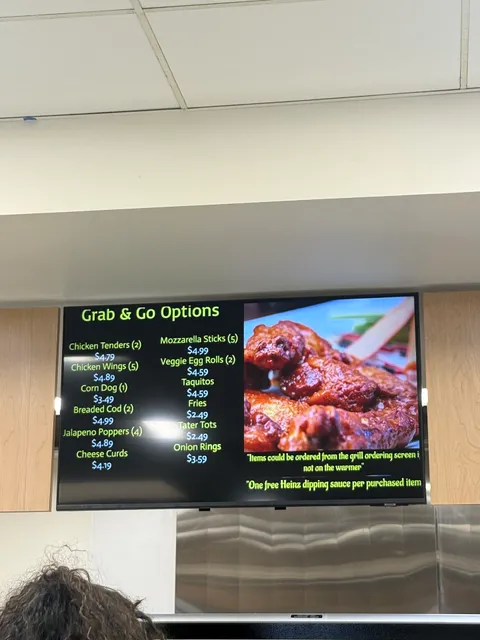 Grab & Go Options
Chicken Tenders (2)
$4.79
Chicken Wings (5)
$4.89
Corn Dog (1)
$3.49
Breaded Cod (2)
$4.99
Jalapeno Poppers (4)
$4.89
Cheese Curds
$4.19
Mozzarella Sticks (5)
$4.99
Veggie Egg Rolls (2)
$4.59
Taquitos
$4.59
Fries
$2.49
Tater Tots
$2.49
Onion Rings
$3.59
"Items could be ordered from the grill ordering screen i
not on the warmer"
"One free Heinz dipping sauce per purchased item